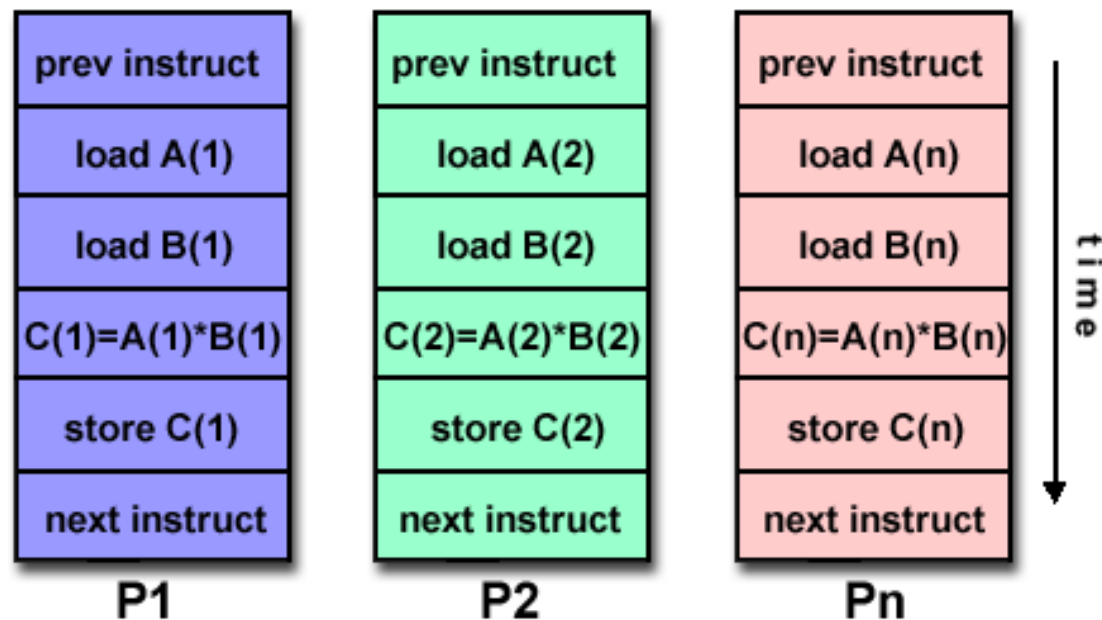 prev instruct
load A(1)
load B(1)
C(1)=A(1)*B(1)
store C(1)
next instruct
P1
prev instruct
load A(2)
load B(2)
C(2)=A(2)*B(2)
store C(2)
next instruct
P2
prev instruct
load A(n)
load B(n)
C(n)=A(n)*B(n)
store C(n)
next instruct
Pn
time